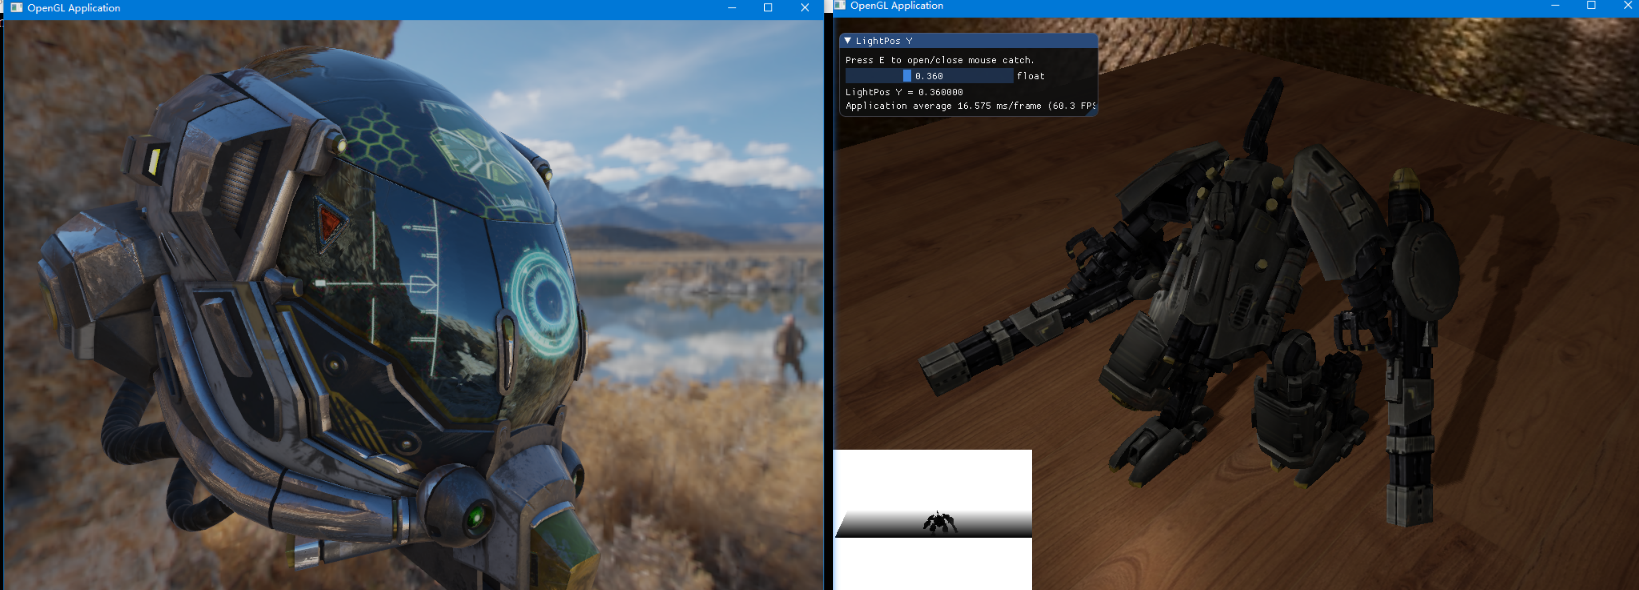 OpenGL Application
OpenGL Application
LightPos Y
Press E to open/close mouse catch.
0.360 float
LightPos Y = 0.360000
Application average 16.575 ms/frame (60.3 FPS